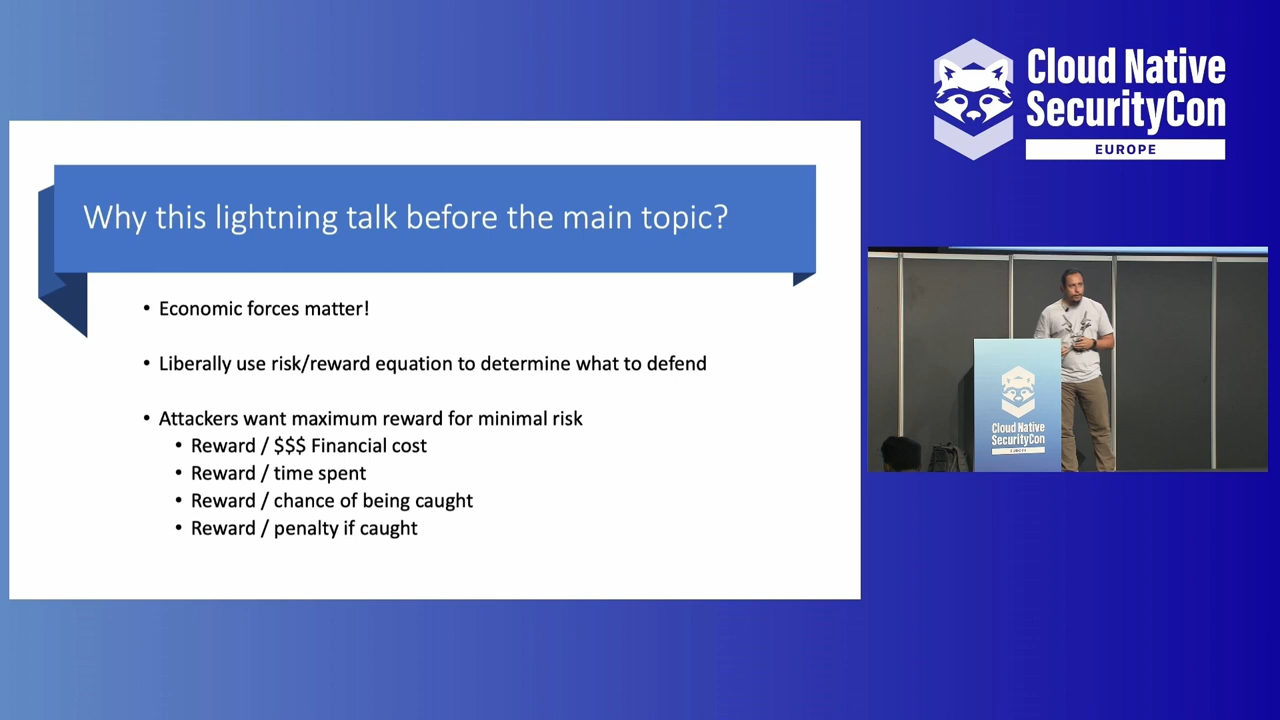 Cloud Native
SecurityCon
EUROPE
Why this lightning talk before the main topic?
• Economic forces matter!
• Liberally use risk/reward equation to determine what to defend
• Attackers want maximum reward for minimal risk
• Reward / $$$ Financial cost
• Reward / time spent
• Reward / chance of being caught
• Reward / penalty if caught
Cloud Native
SecurityCon
EUROPE